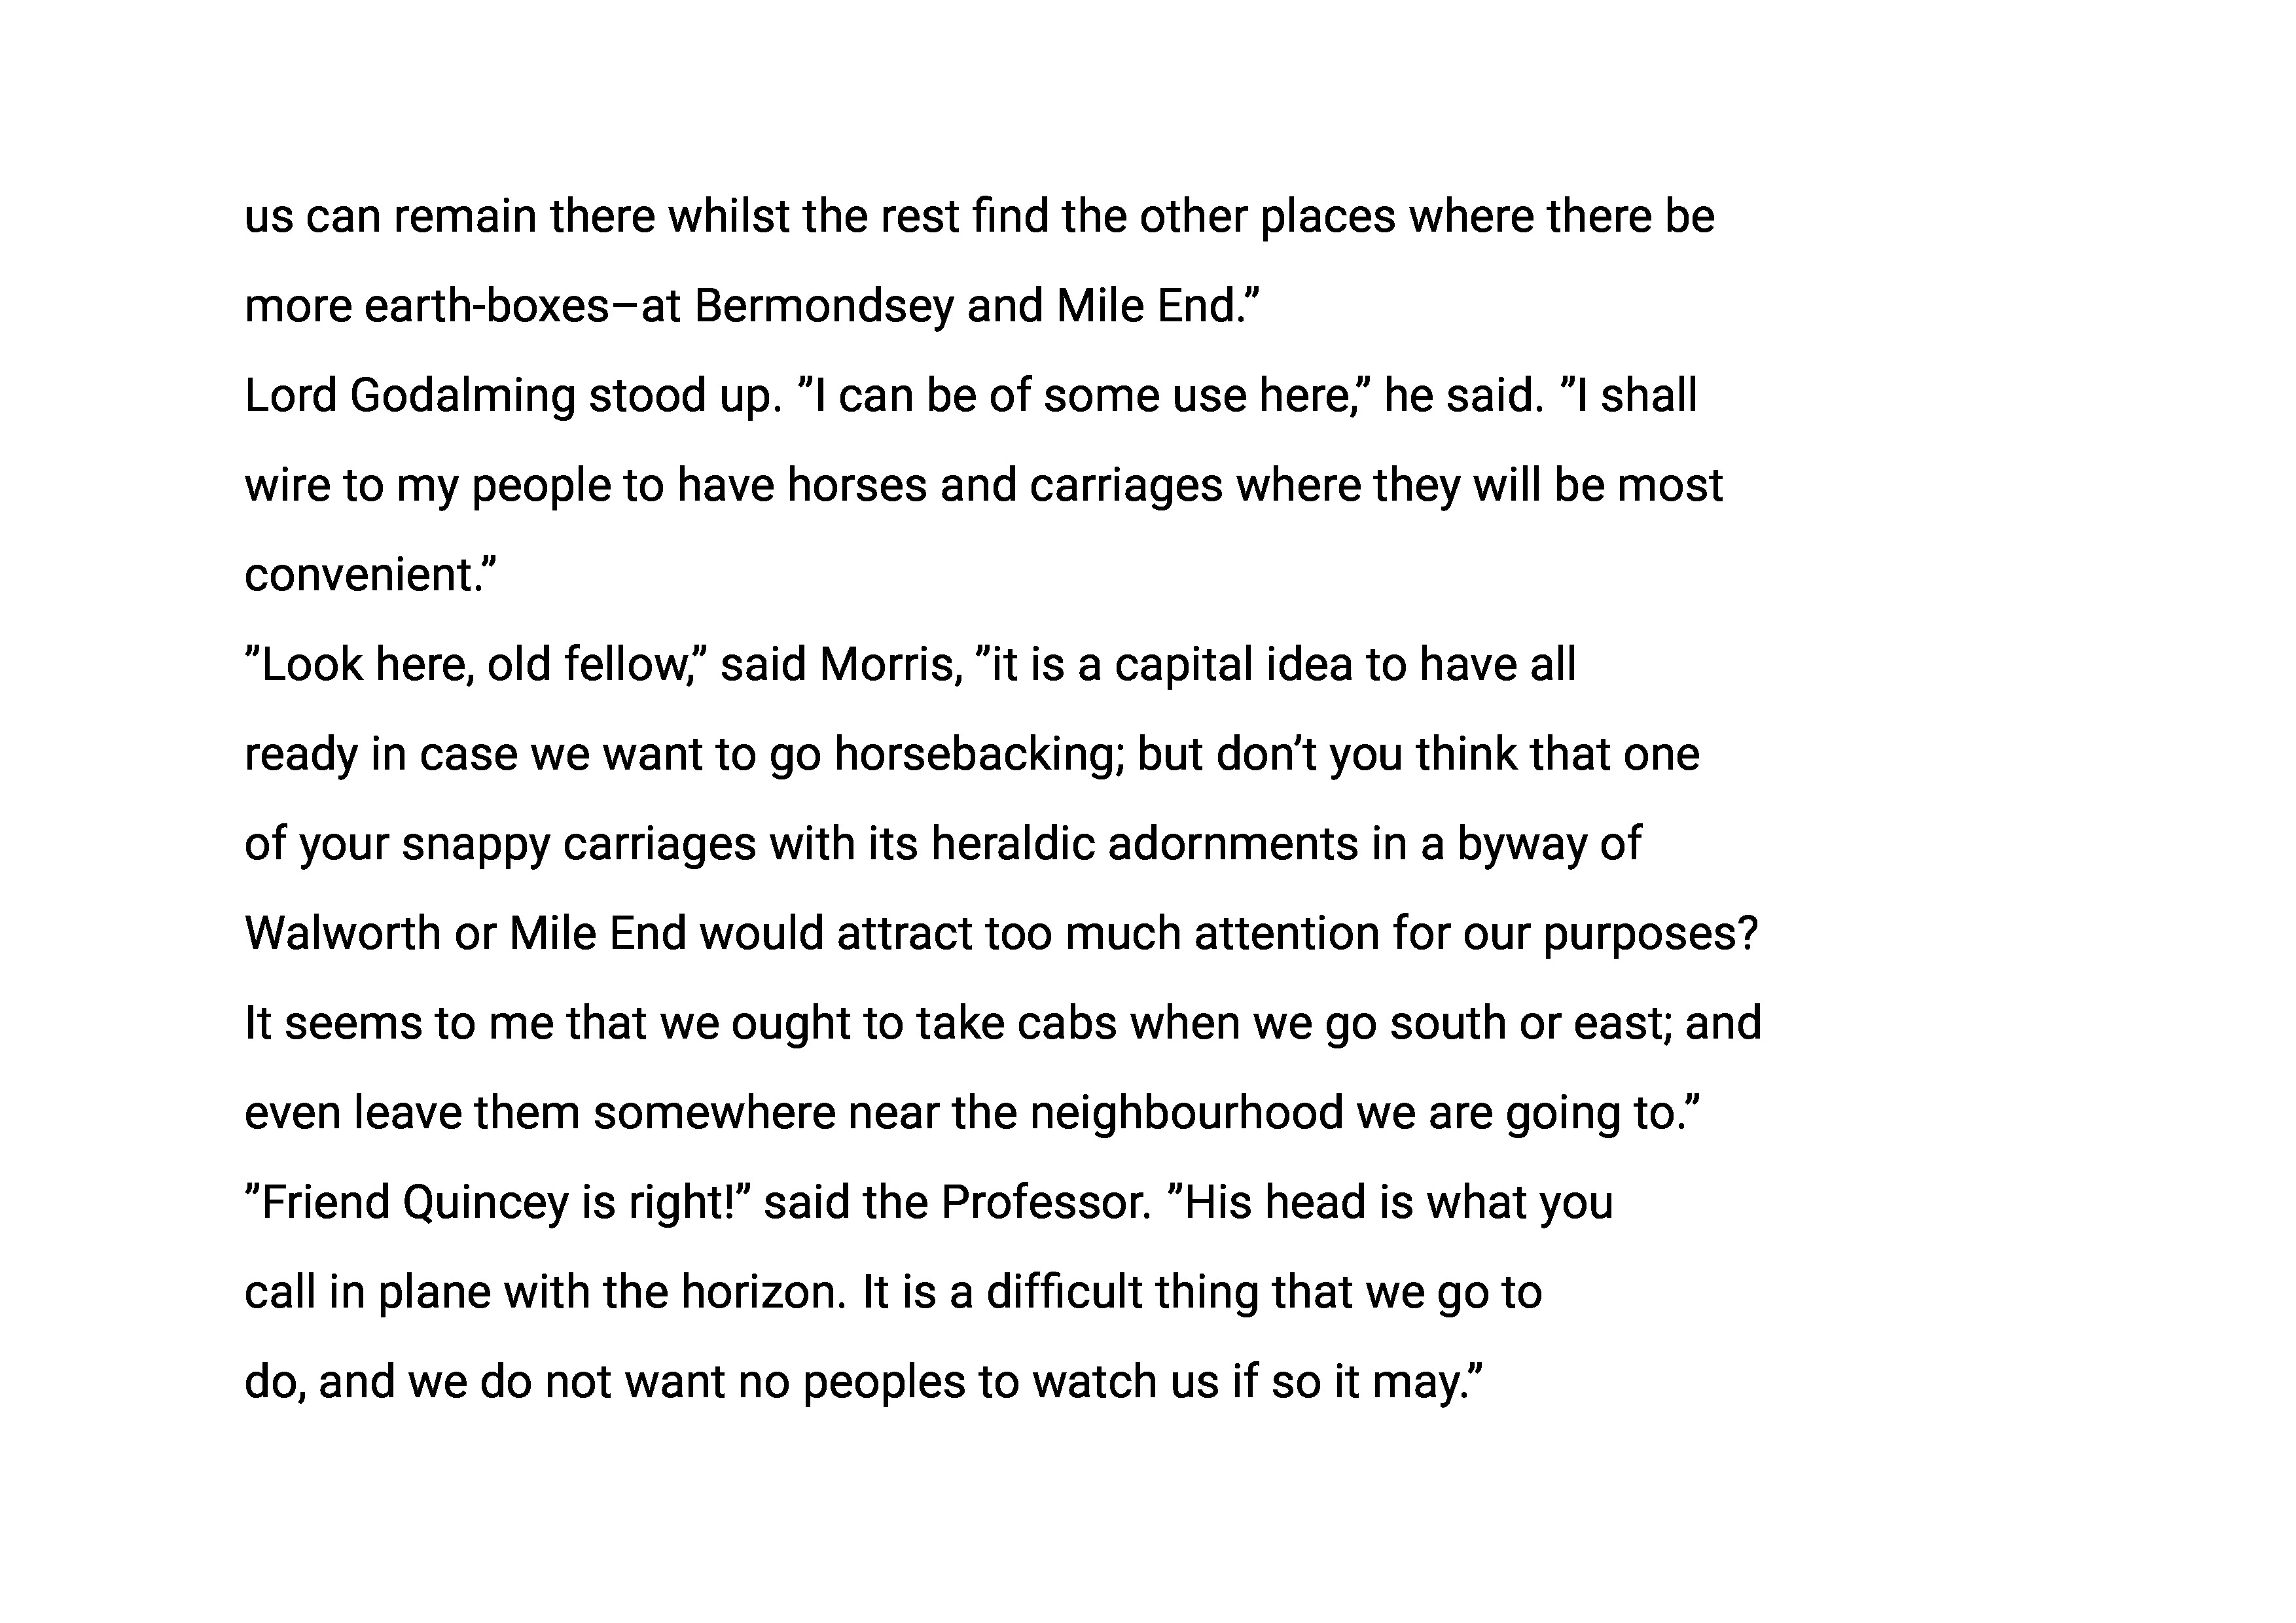 us can remain there whilst the rest find the other places where there be
more earth-boxes–at Bermondsey and Mile End.”
Lord Godalming stood up. ”I can be of some use here,” he said. ”I shall
wire to my people to have horses and carriages where they will be most
convenient.”
”Look here, old fellow,” said Morris, ”it is a capital idea to have all
ready in case we want to go horsebacking; but don’t you think that one
of your snappy carriages with its heraldic adornments in a byway of
Walworth or Mile End would attract too much attention for our purposes?
It seems to me that we ought to take cabs when we go south or east; and
even leave them somewhere near the neighbourhood we are going to.”
”Friend Quincey is right!” said the Professor. ”His head is what you
call in plane with the horizon. It is a difficult thing that we go to
do, and we do not want no peoples to watch us if so it may.”